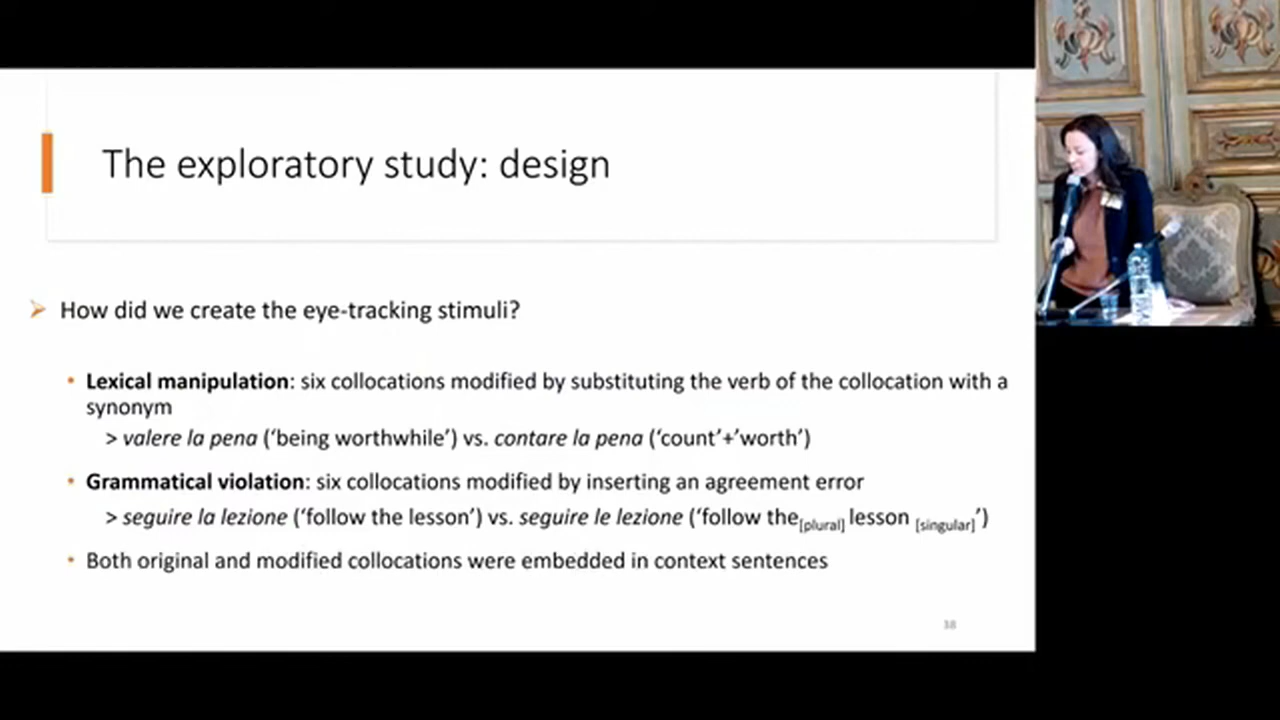 The exploratory study: design
➢ How did we create the eye-tracking stimuli?
• Lexical manipulation: six collocations modified by substituting the verb of the collocation with a
synonym
> valere la pena (‘being worthwhile’) vs. contare la pena (‘count’+’worth’)
• Grammatical violation: six collocations modified by inserting an agreement error
> seguire la lezione (‘follow the lesson’) vs. seguire le lezione (‘follow the[plural] lesson [singular]’)
• Both original and modified collocations were embedded in context sentences
38